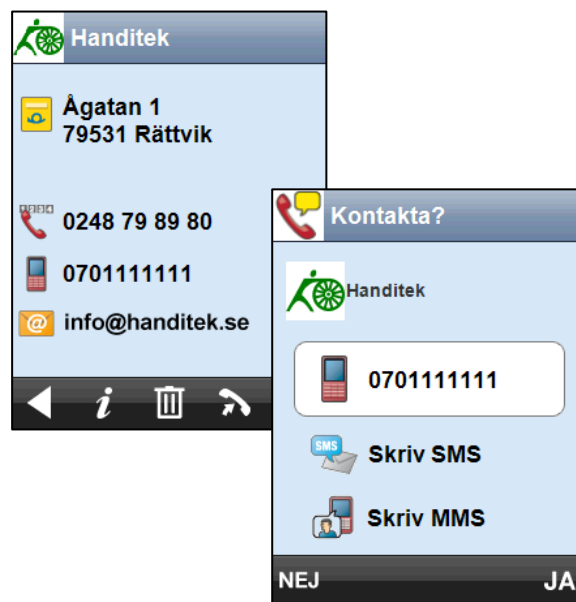 Handitek
Ågatan 1
79531 Rättvik
0248 79 89 80
0701111111
info@handitek.se
i
Kontakta?
Handitek
0701111111
SMS
Skriv SMS
Skriv MMS
NEJ JA